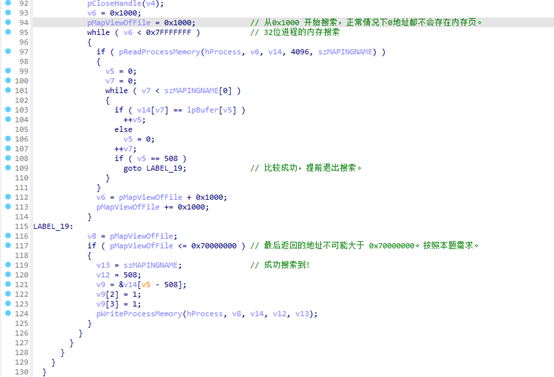 92 pCloseHandle(v4);
93 v6 = 0x1000;
94 pMapViewOfFile = 0x1000; // 从0x1000 开始搜索，正常情况下0地址都不会存在内存页。
95 while ( v6 < 0x7FFFFFFF ) // 32位进程的内存搜索
96 {
97 if ( pReadProcessMemory(hProcess, v6, v14, 4096, szMAPINGNAME) )
98 {
99 v5 = 0;
100 v7 = 0;
101 while ( v7 < szMAPINGNAME[0] )
102 {
103 if ( v14[v7] == lpBufer[v5] )
104 ++v5;
105 else
106 v5 = 0;
107 ++v7;
108 if ( v5 == 508 )
109 goto LABEL_19; // 比较成功，提前退出搜索。
110 }
111 }
112 v6 = pMapViewOfFile + 0x1000;
113 pMapViewOfFile += 0x1000;
114 }
115 LABEL_19:
116 v8 = pMapViewOfFile;
117 if ( pMapViewOfFile <= 0x70000000 ) // 最后返回的地址不可能大于 0x70000000。按照本题需求。
118 {
119 v13 = szMAPINGNAME; // 成功搜索到!
120 v12 = 508;
121 v9 = &v14[v5 - 508];
122 v9[2] = 1;
123 v9[3] = 1;
124 pWriteProcessMemory(hProcess, v8, v14, v12, v13);
125 }
126 }
127 }
128 }
129 }
130 }